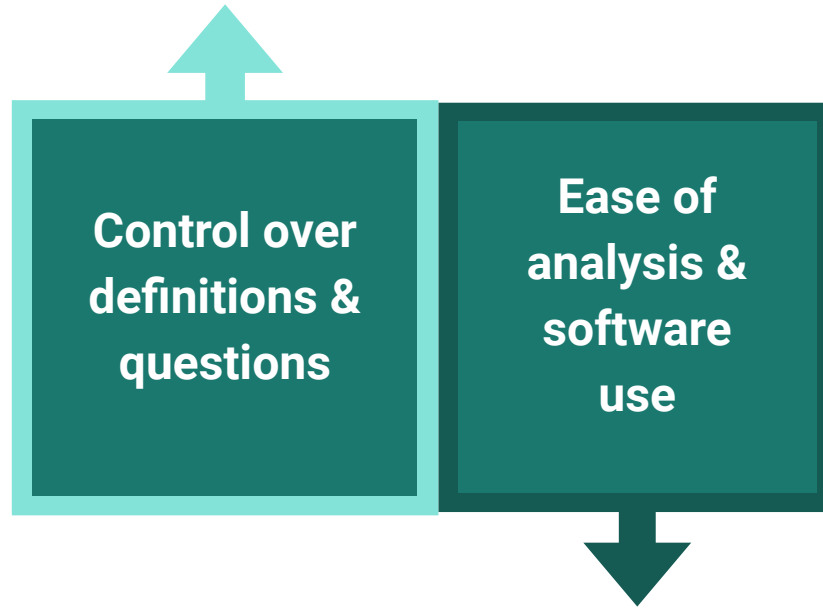 Control over
definitions &
questions
Ease of
analysis &
software
use